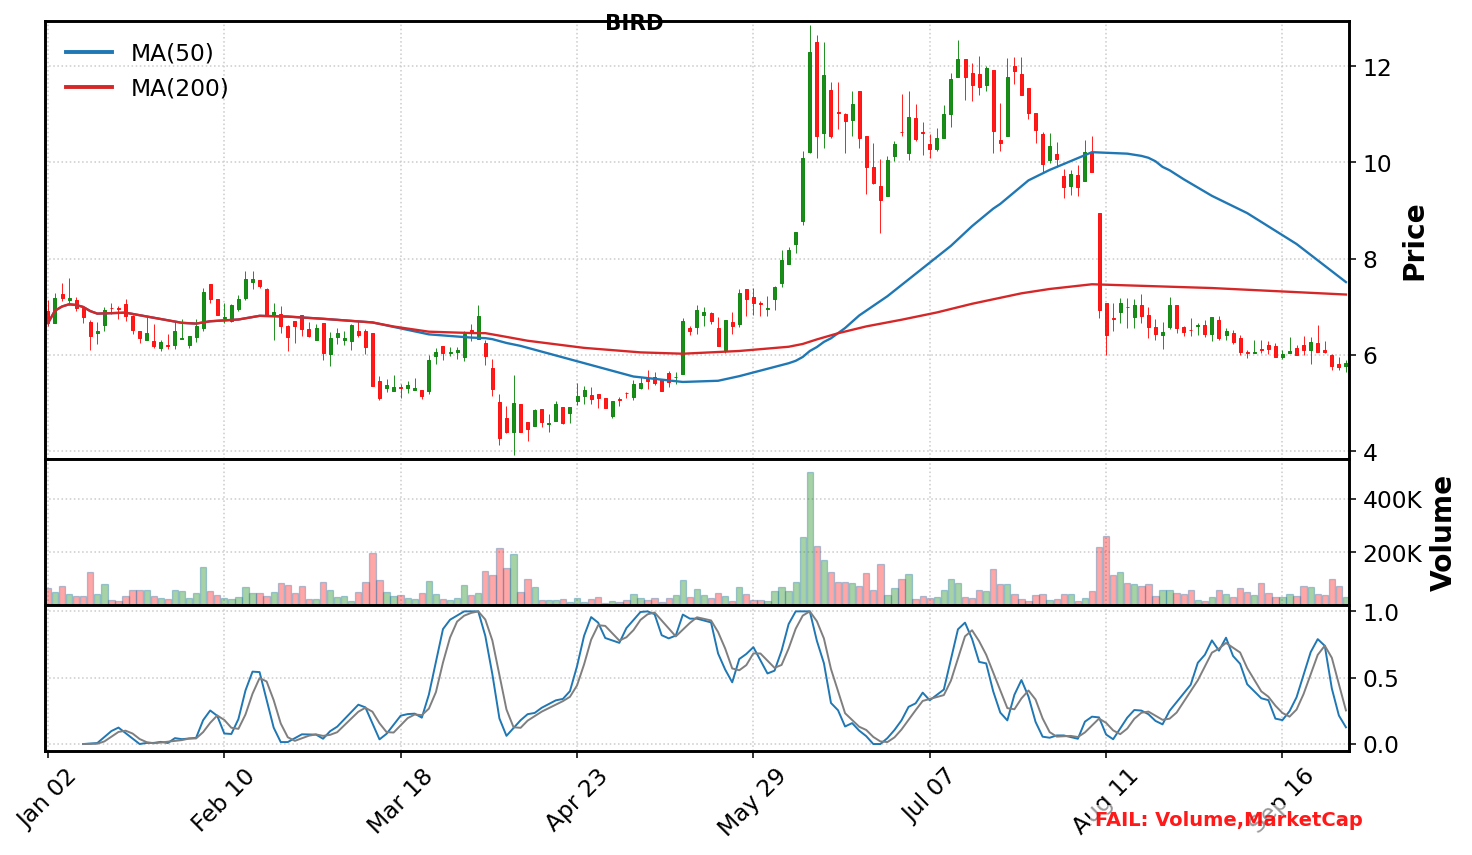 BIRD
MA(50)
MA(200)
12
10
8
6
4
Price
400K
200K
Volume
1.0
0.5
0.0
Jan 02
Feb 10
Mar 18
Apr 23
May 29
Jul 07
Aug 11
Sep 16
FAIL: Volume,MarketCap